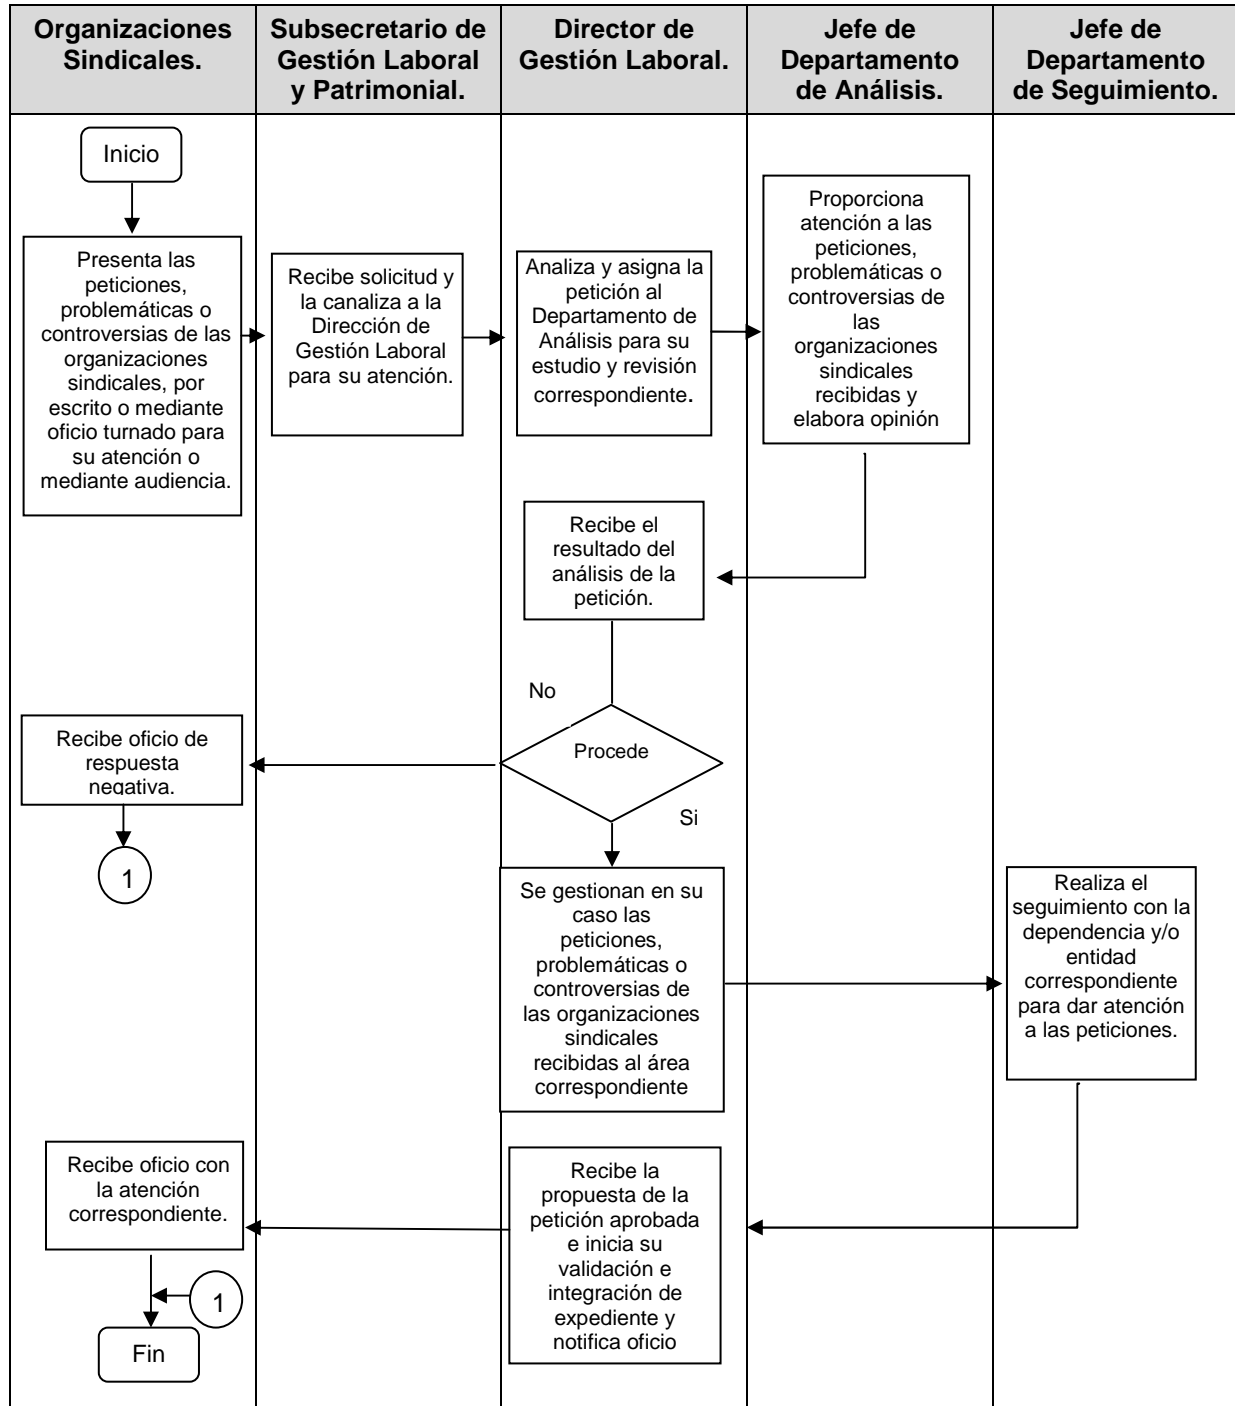 Organizaciones
Sindicales.
Subsecretario de
Gestión Laboral
y Patrimonial.
Director de
Gestión Laboral.
Jefe de
Departamento
de Análisis.
Jefe de
Departamento
de Seguimiento.
Inicio
Presenta las
peticiones,
problemáticas o
controversias de las
organizaciones
sindicales, por
escrito o mediante
oficio turnado para
su atención o
mediante audiencia.
Recibe solicitud y
la canaliza a la
Dirección de
Gestión Laboral
para su atención.
Analiza y asigna la
petición al
Departamento de
Análisis para su
estudio y revisión
correspondiente.
Proporciona
atención a las
peticiones,
problemáticas o
controversias de
las
organizaciones
sindicales
recibidas y
elabora opinión
Recibe el
resultado del
análisis de la
petición.
No
Procede
Si
Recibe oficio de
respuesta
negativa.
1
Se gestionan en su
caso las
peticiones,
problemáticas o
controversias de
las organizaciones
sindicales
recibidas al área
correspondiente
Realiza el
seguimiento con la
dependencia y/o
entidad
correspondiente
para dar atención
a las peticiones.
Recibe la
propuesta de la
petición aprobada
e inicia su
validación e
integración de
expediente y
notifica oficio
Recibe oficio con
la atención
correspondiente.
1
Fin